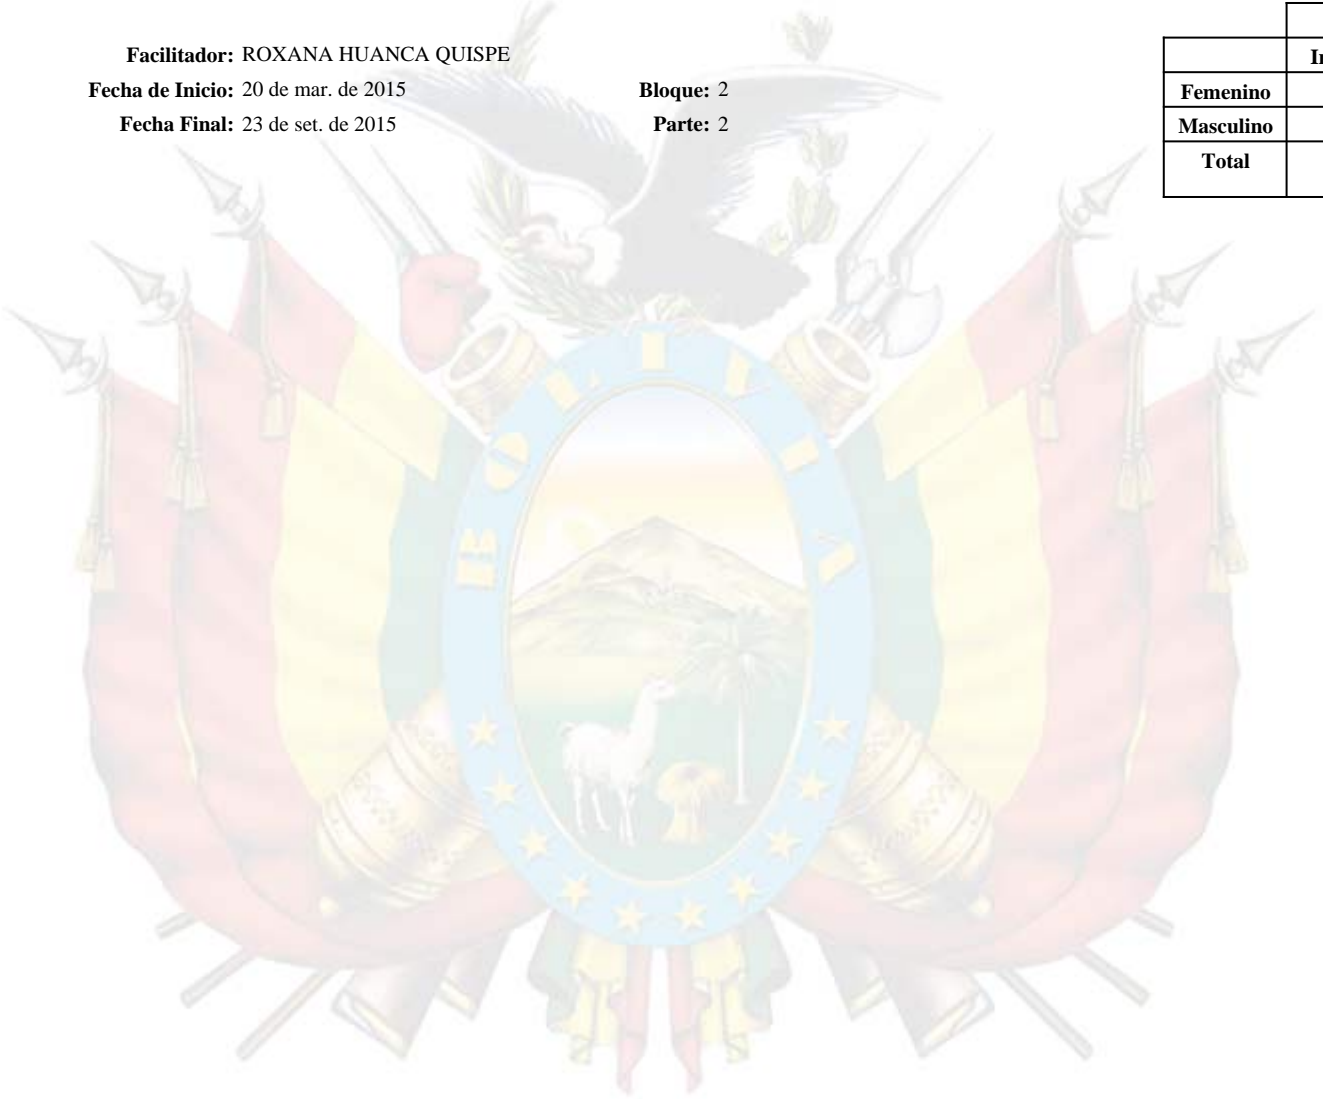 Facilitador: ROXANA HUANCA QUISPE
Fecha de Inicio: 20 de mar. de 2015
Bloque: 2
Fecha Final: 23 de set. de 2015
Parte: 2
Femenino
Masculino
Total
BOLIVIA